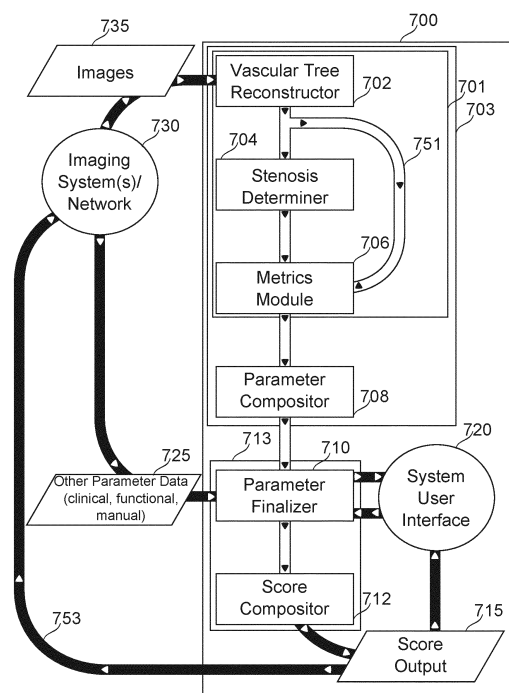 735
700
Images
Vascular Tree
Reconstructor
702
701
703
730
704
751
Imaging
System(s)/
Network
Stenosis
Determiner
706
Metrics
Module
Parameter
Compositor
708
720
725
713
710
Other Parameter Data
(clinical, functional,
manual)
Parameter
Finalizer
System
User
Interface
Score
Compositor
712
715
753
Score
Output